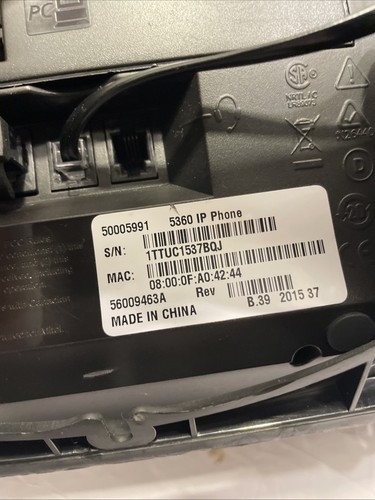 PC
N26440
50005991 5360 IP Phone
S/N: 1TTUC1537BQJ
MAC: 08:00:0F:A0:42:44
56009463A Rev B.39 2015 37
MADE IN CHINA